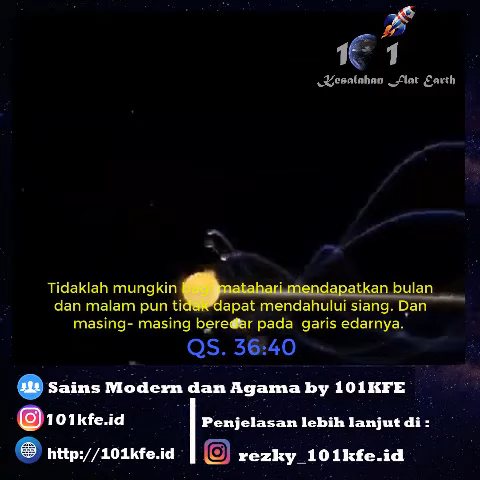 101
Kesalahan Flat Earth
Tidaklah mungkin bagi matahari mendapatkan bulan
dan malam pun tidak dapat mendahului siang. Dan
masing- masing beredar pada garis edarnya.
QS. 36:40
Sains Modern dan Agama by 101KFE
101kfe.id
Penjelasan lebih lanjut di :
http://101kfe.id
rezky_101kfe.id